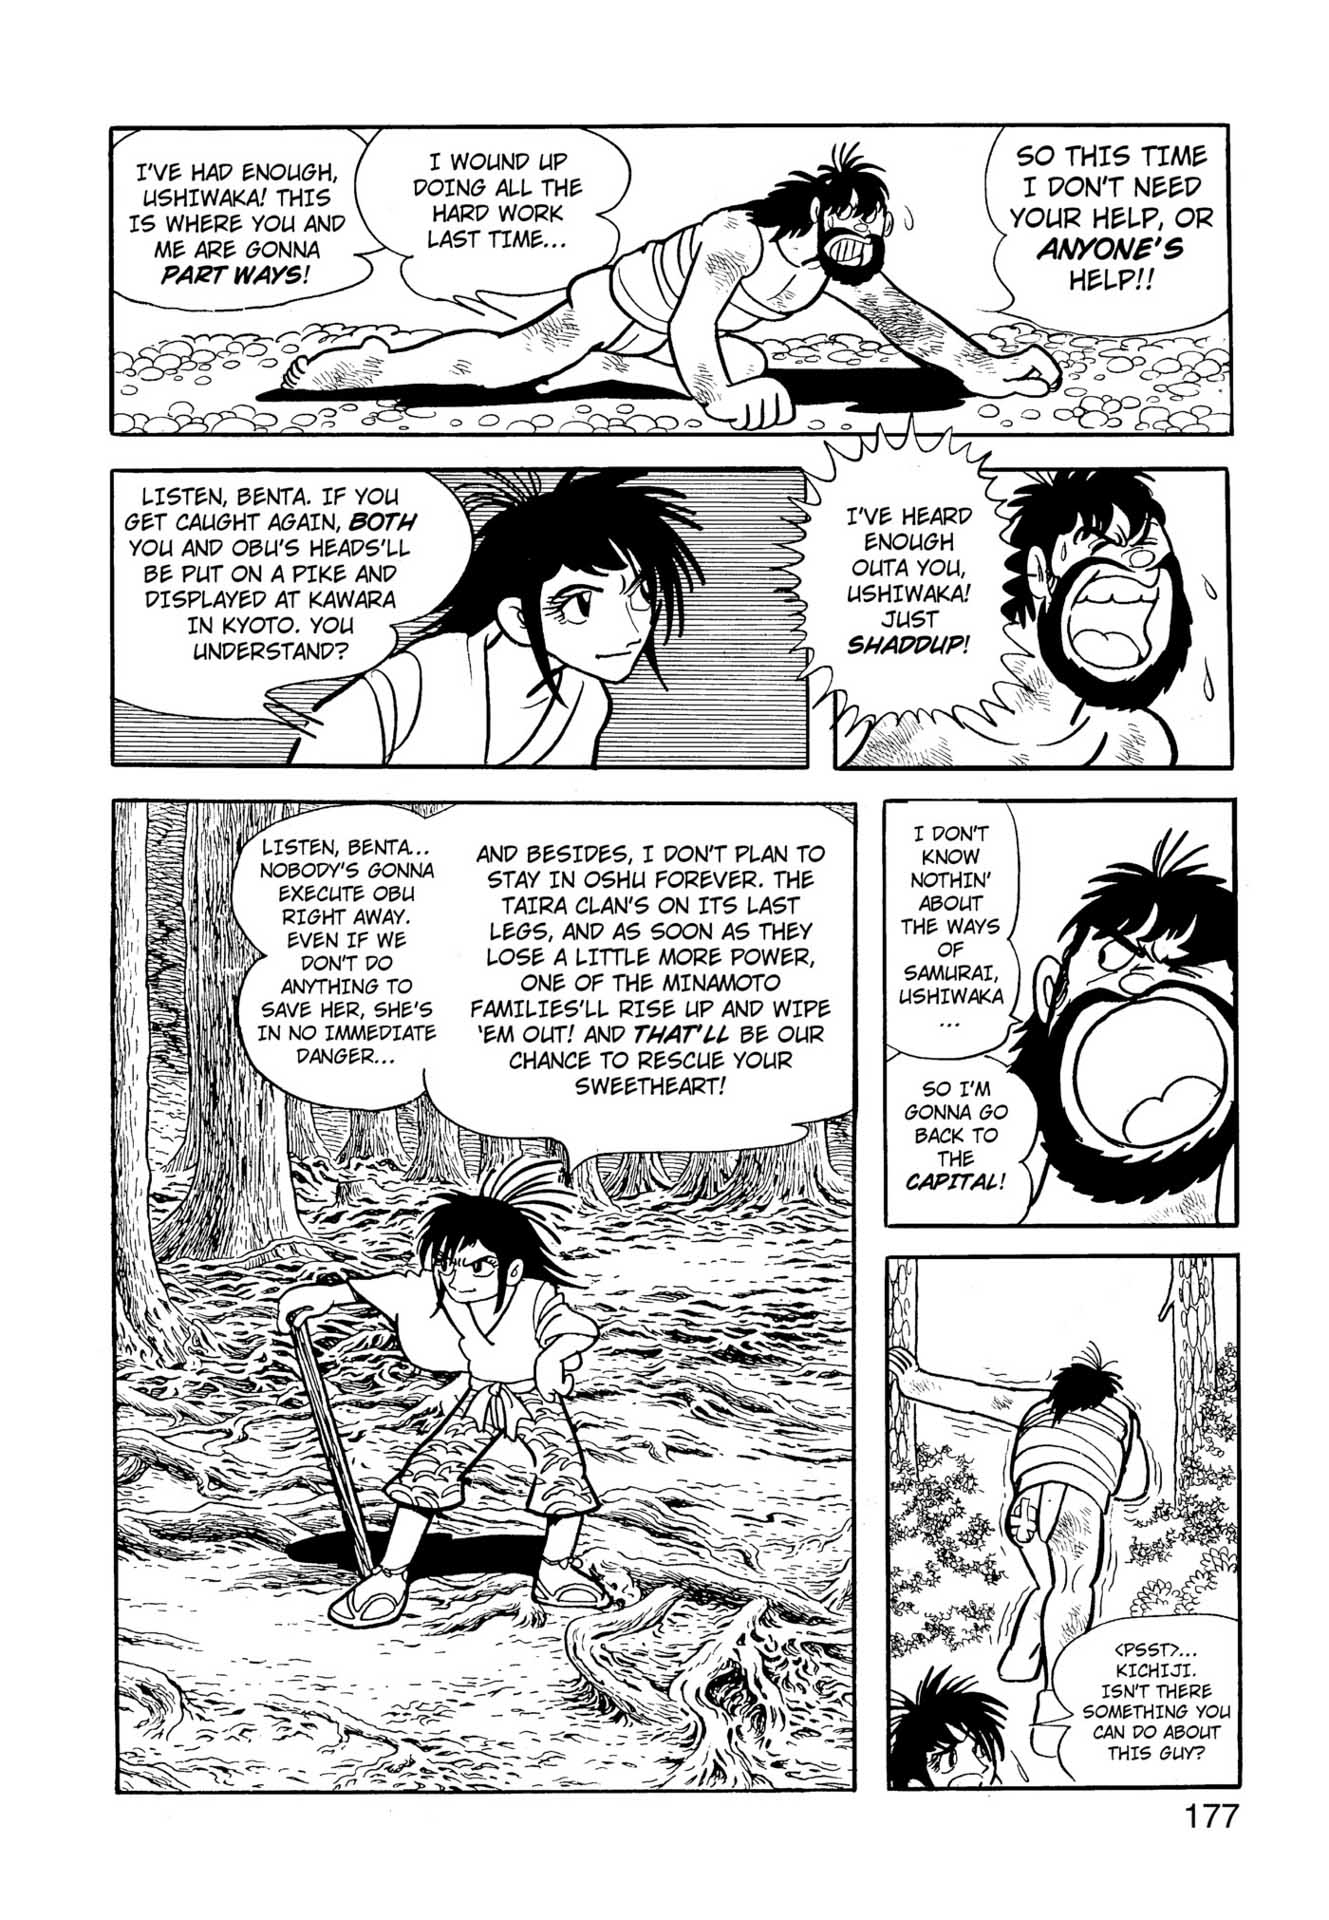 I'VE HAD ENOUGH,
USHIWAKA! THIS
IS WHERE YOU AND
ME ARE GONNA
PART WAYS!
I WOUND UP
DOING ALL THE
HARD WORK
LAST TIME...
SO THIS TIME
I DON'T NEED
YOUR HELP, OR
ANYONE'S
HELP!!
LISTEN, BENTA. IF YOU
GET CAUGHT AGAIN, BOTH
YOU AND OBU'S HEADS'LL
BE PUT ON A PIKE AND
DISPLAYED AT KAWARA
IN KYOTO. YOU
UNDERSTAND?
I'VE HEARD
ENOUGH
OUTA YOU,
USHIWAKA!
JUST
SHADDUP!
LISTEN, BENTA...
NOBODY'S GONNA
EXECUTE OBU
RIGHT AWAY.
EVEN IF WE
DON'T DO
ANYTHING TO
SAVE HER, SHE'S
IN NO IMMEDIATE
DANGER...
AND BESIDES, I DON'T PLAN TO
STAY IN OSHU FOREVER. THE
TAIRA CLAN'S ON ITS LAST
LEGS, AND AS SOON AS THEY
LOSE A LITTLE MORE POWER,
ONE OF THE MINAMOTO
FAMILIES'LL RISE UP AND WIPE
'EM OUT! AND THAT'LL BE OUR
CHANCE TO RESCUE YOUR
SWEETHEART!
I DON'T
KNOW
NOTHIN'
ABOUT
THE WAYS
OF
SAMURAI,
USHIWAKA
...
SO I'M
GONNA GO
BACK TO
THE
CAPITAL!
<PSST>...
KICHIJI.
ISN'T THERE
SOMETHING YOU
CAN DO ABOUT
THIS GUY?
177